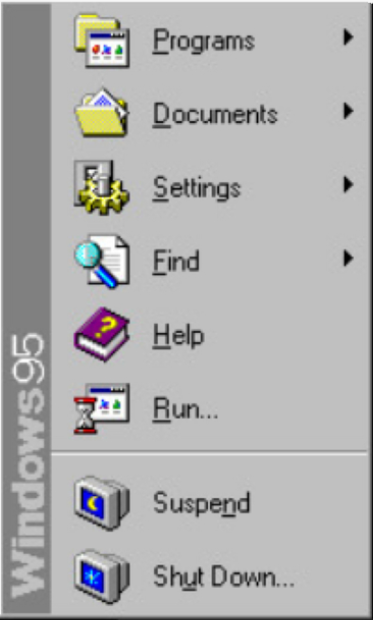 Programs
Documents
Settings
Find
Help
Run...
Suspend
Shut Down...
Windows95